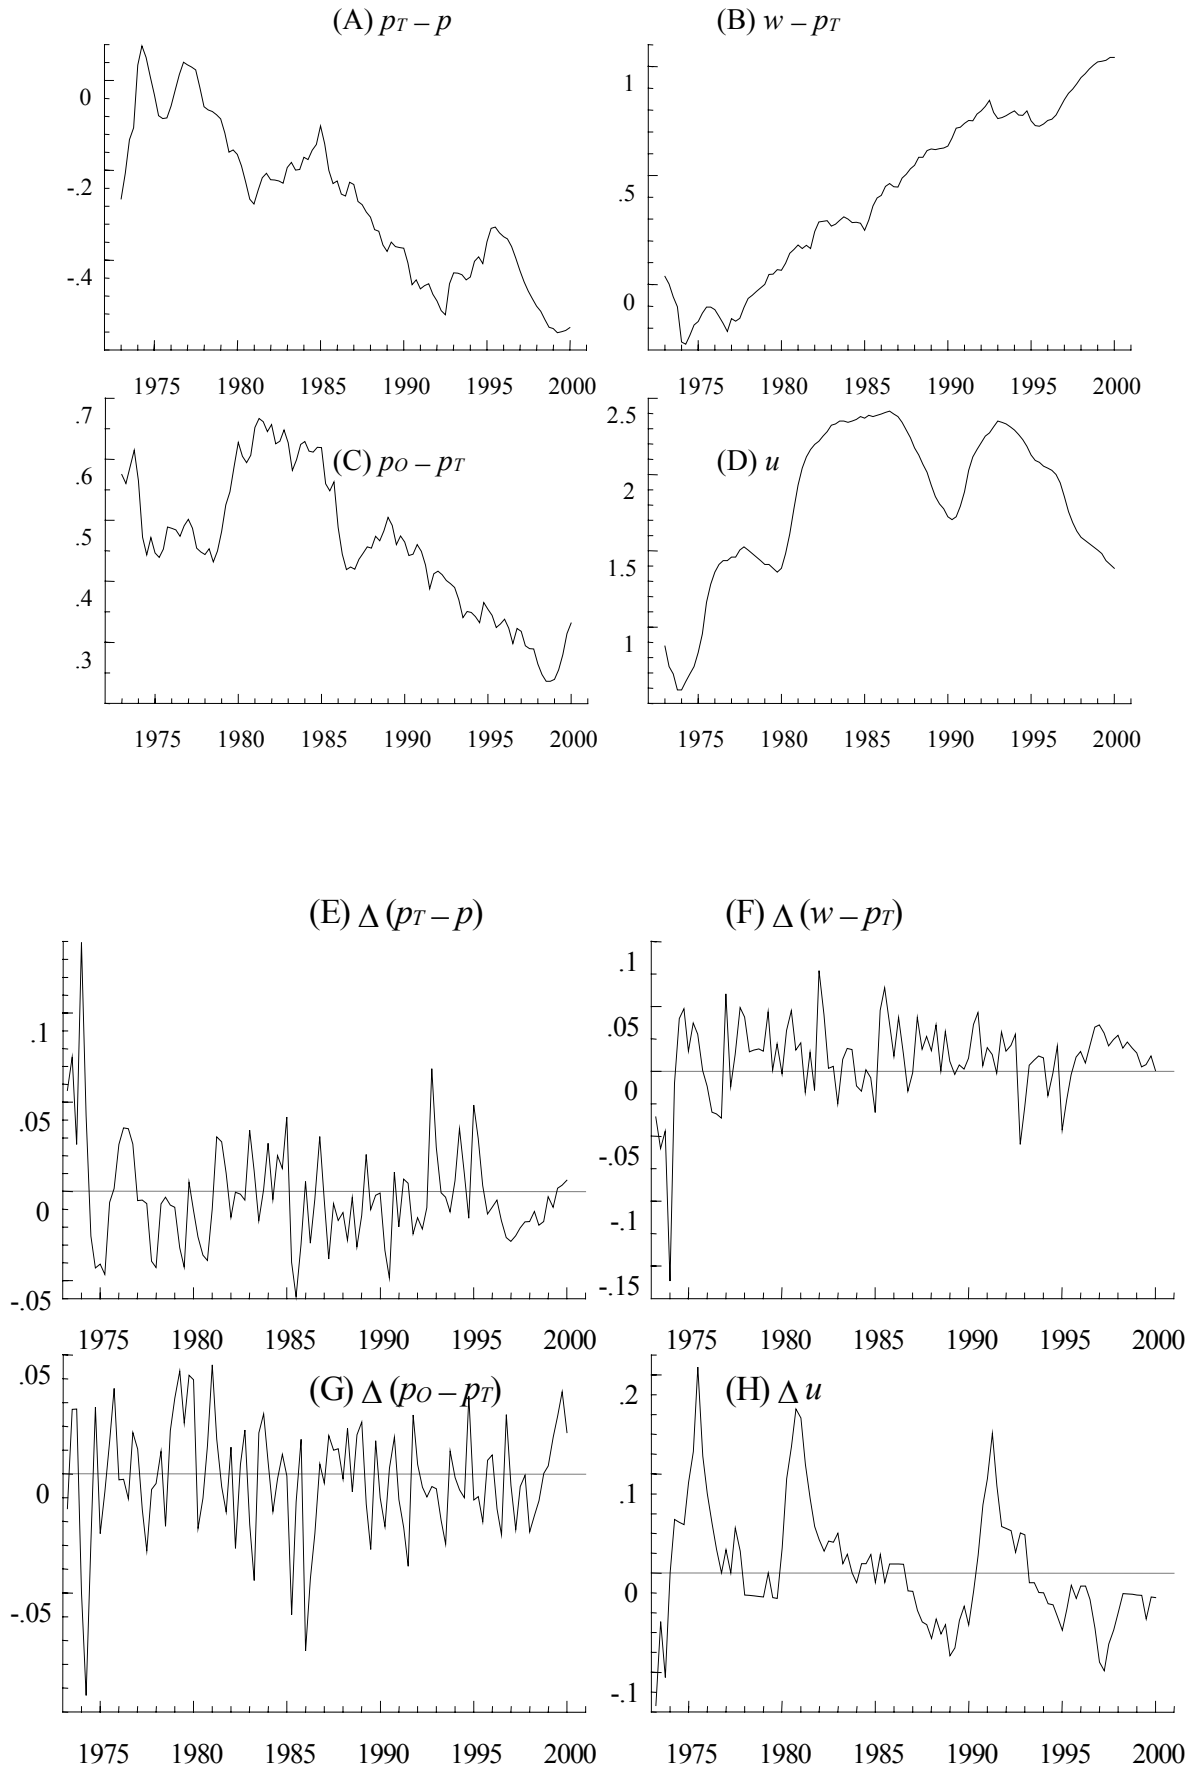 (A) pT – p
(B) w – pT
0
-.2
-.4
1975 1980 1985 1990 1995 2000
1
.5
0
1975 1980 1985 1990 1995 2000
(C) pO – pT
.7
.6
.5
.4
.3
1975 1980 1985 1990 1995 2000
(D) u
2.5
2
1.5
1
1975 1980 1985 1990 1995 2000
(E) Δ (pT – p)
(F) Δ (w – pT)
.1
.05
0
-.05
1975 1980 1985 1990 1995 2000
.1
.05
0
-.05
-.1
-.15
1975 1980 1985 1990 1995 2000
(G) Δ (pO – pT)
.05
0
-.05
1975 1980 1985 1990 1995 2000
(H) Δ u
.2
.1
0
-.1
1975 1980 1985 1990 1995 2000